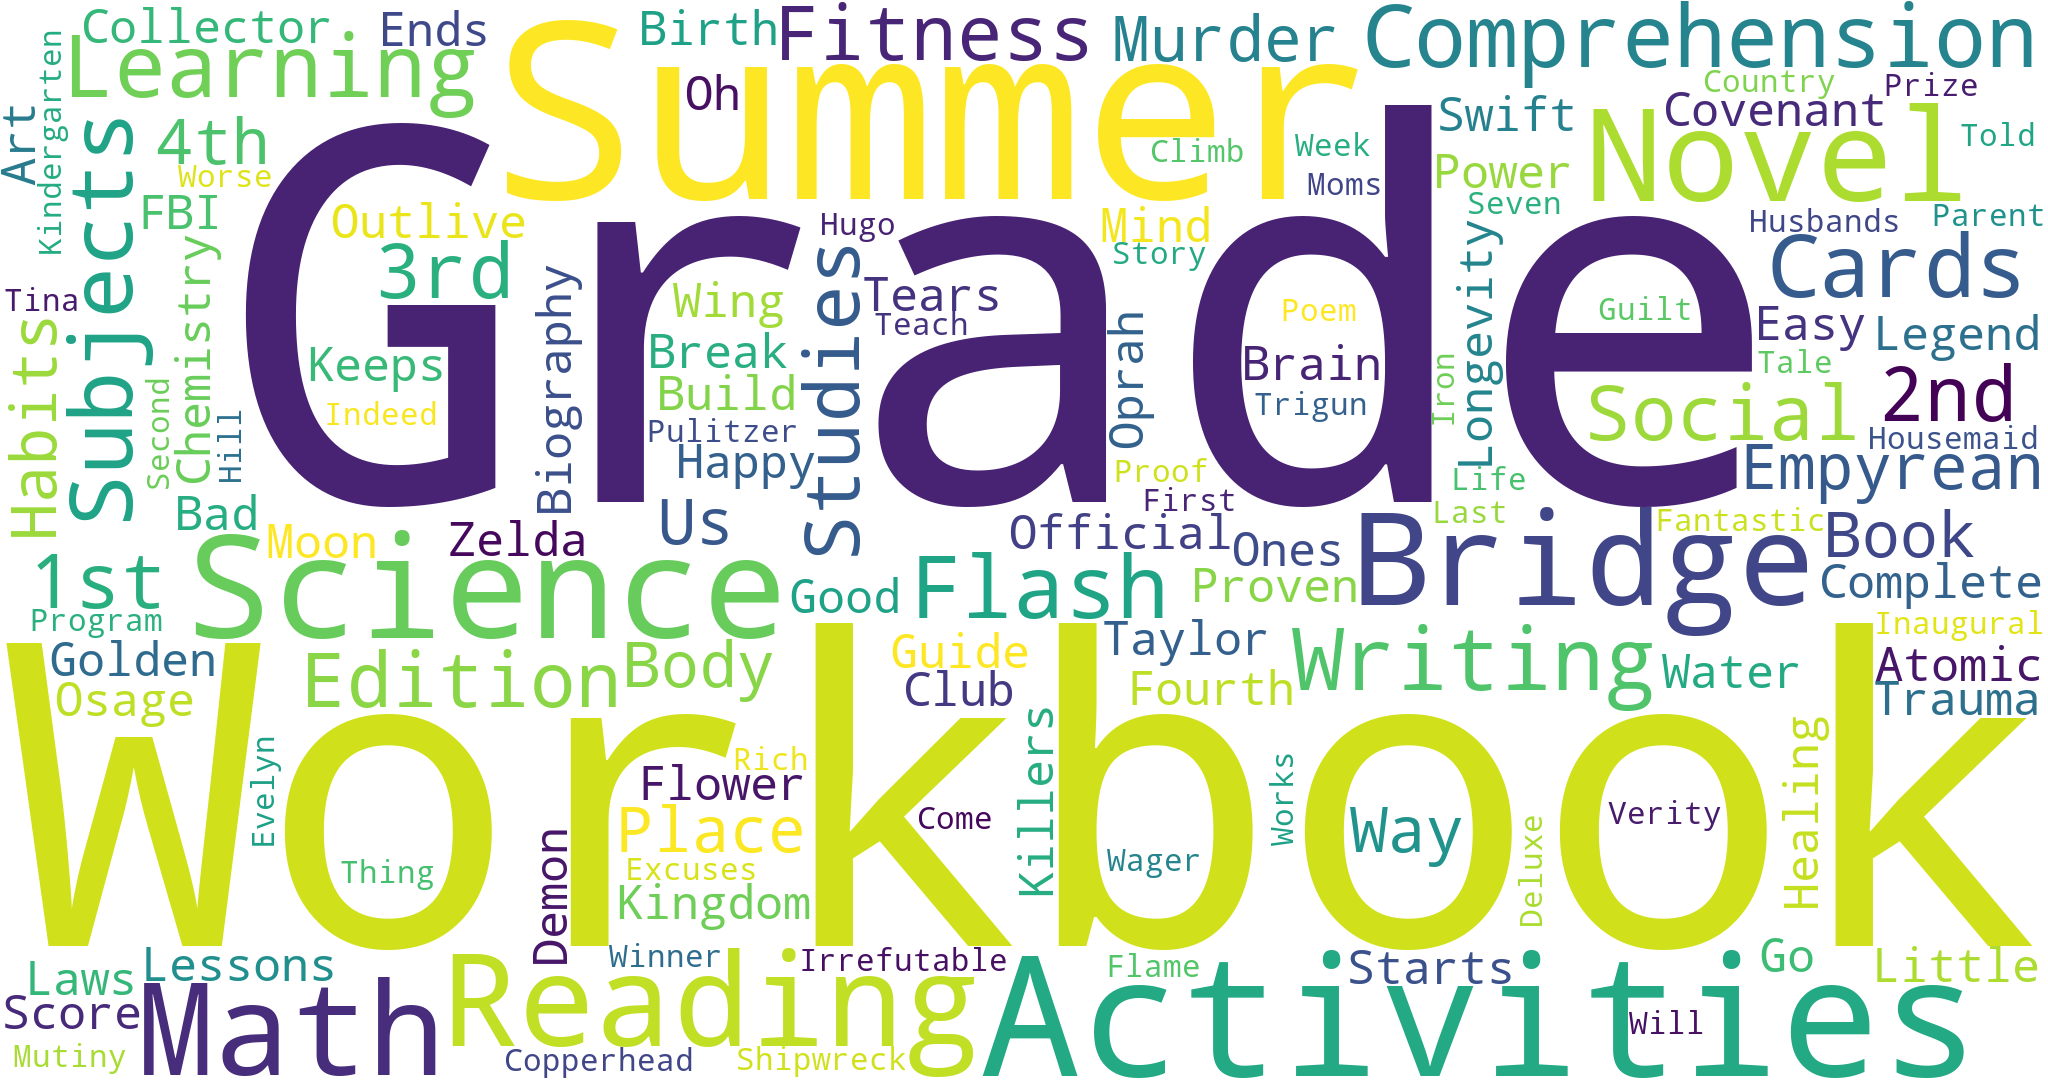 Collector
Ends
Birth
Fitness
Murder
Comprehension
Learning
Summer
Oh
Country
Prize
Kindergarten
Art
4th
Subjects
Swift
Covenant
Novel
Told
Climb
Week
Worse
Moms
Power
FBI
Outlive
Grade
Hugo
Mind
Seven
Husbands
Parent
3rd
Chemistry
Studies
Story
Longevity
Cards
Tina
Biography
Wing
Tears
Teach
Oprah
Poem
Guilt
Easy
Legend
Habits
Keeps
Break
Brain
Iron
Tale
Build
Trigun
Social
2nd
Second
Hill
Indeed
Pulitzer
Happy
Housemaid
Proof
Life
Empyrean
Bad
Us
First
Last
Fantastic
Moon
Zelda
Official
Ones
Bridge
Book
1st
Science
Good
Flash
Proven
Complete
Program
Golden
Edition
Body
Guide
Taylor
Writing
Water
Inaugural
Atomic
Osage
Club
Fourth
Trauma
Workbook
Evelyn
Rich
Flower
Killers
Works
Healing
Place
Come
Way
Verity
Thing
Demon
Excuses
Wager
Deluxe
Kingdom
Laws
Lessons
Winner
Irrefutable
Flame
Starts
Go
Little
Score
Math
Reading
Activities
Will
Mutiny
Copperhead
Shipwreck